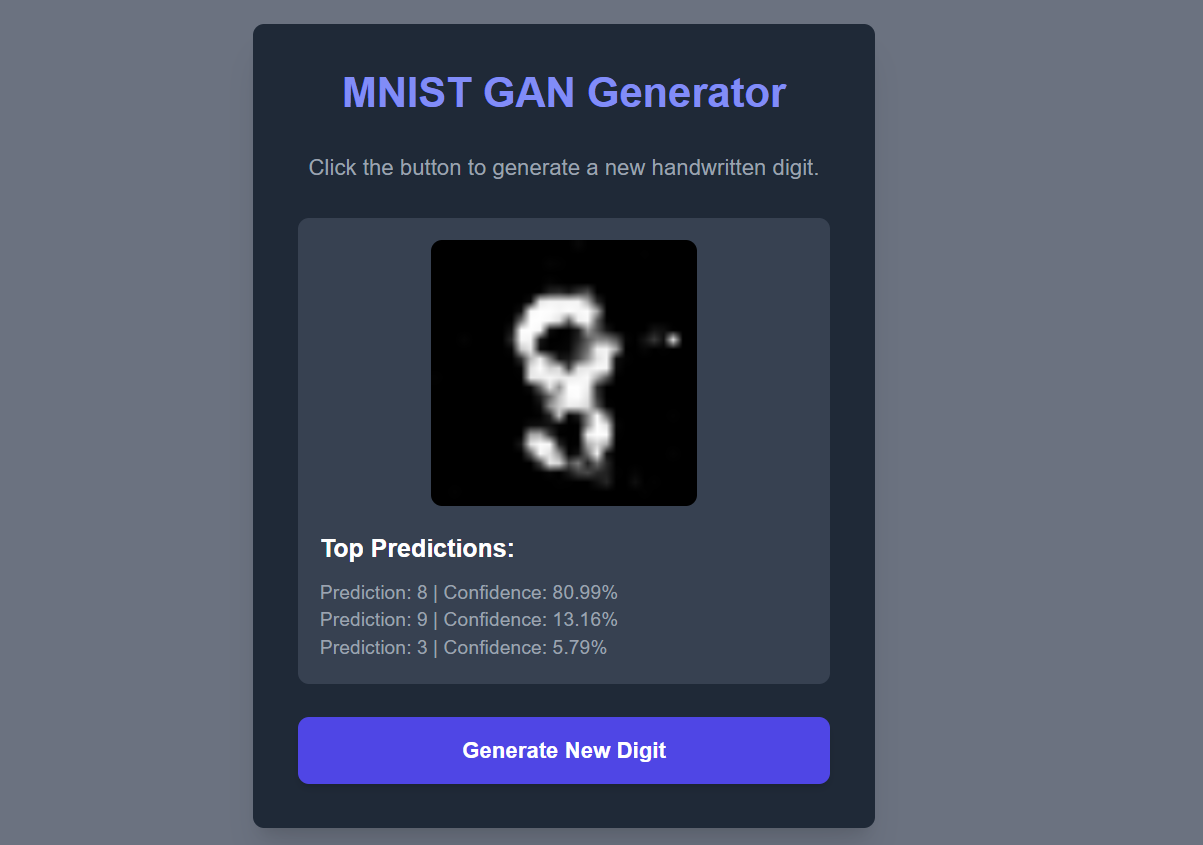 MNIST GAN Generator
Click the button to generate a new handwritten digit.
8
Top Predictions:
Prediction: 8 | Confidence: 80.99%
Prediction: 9 | Confidence: 13.16%
Prediction: 3 | Confidence: 5.79%
Generate New Digit